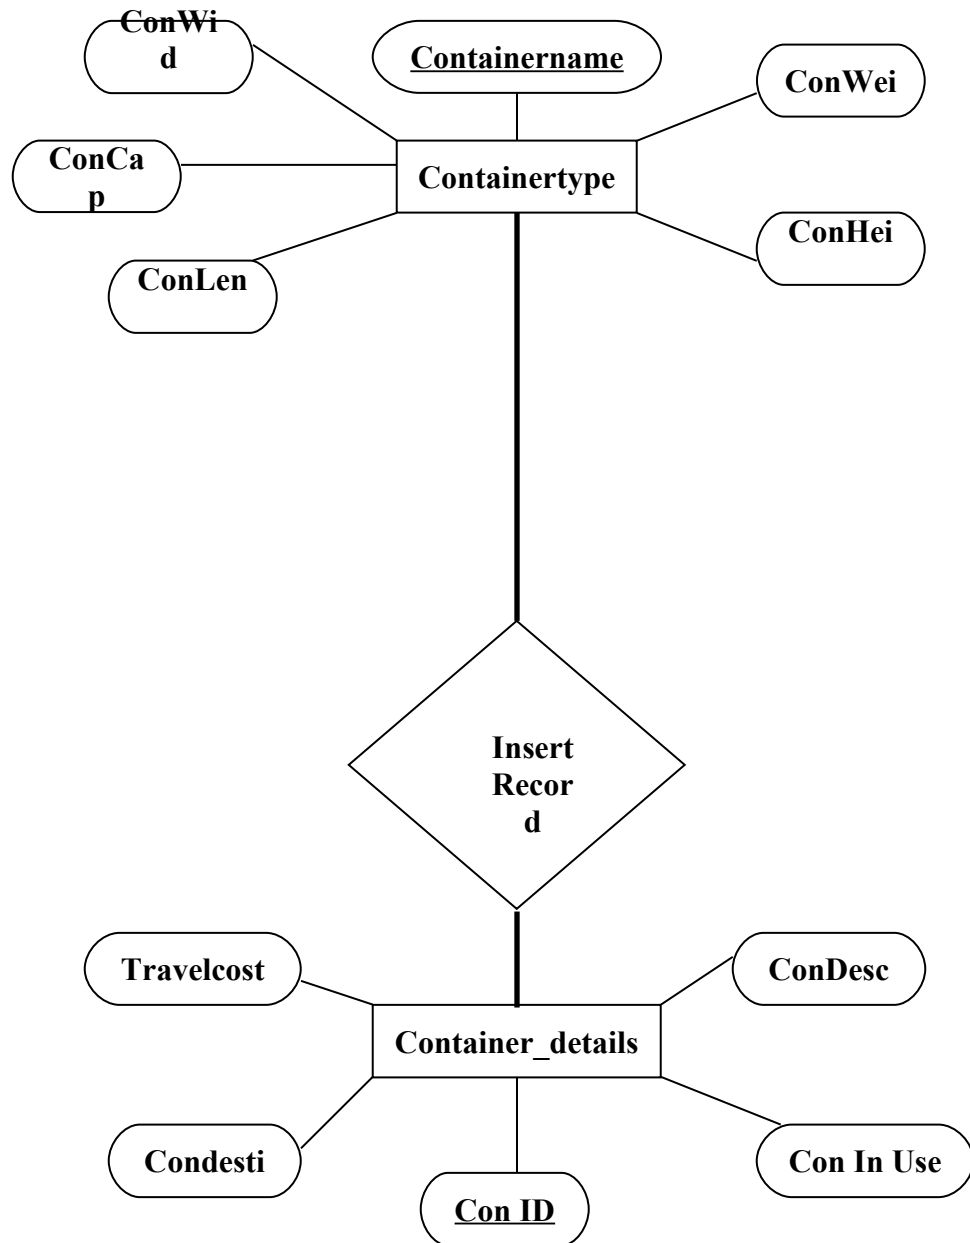 ConWi
d
Containername
ConWei
ConCa
p
Containertype
ConHei
ConLen
Insert
Recor
d
Travelcost
ConDesc
Container_details
Condesti
Con In Use
Con ID